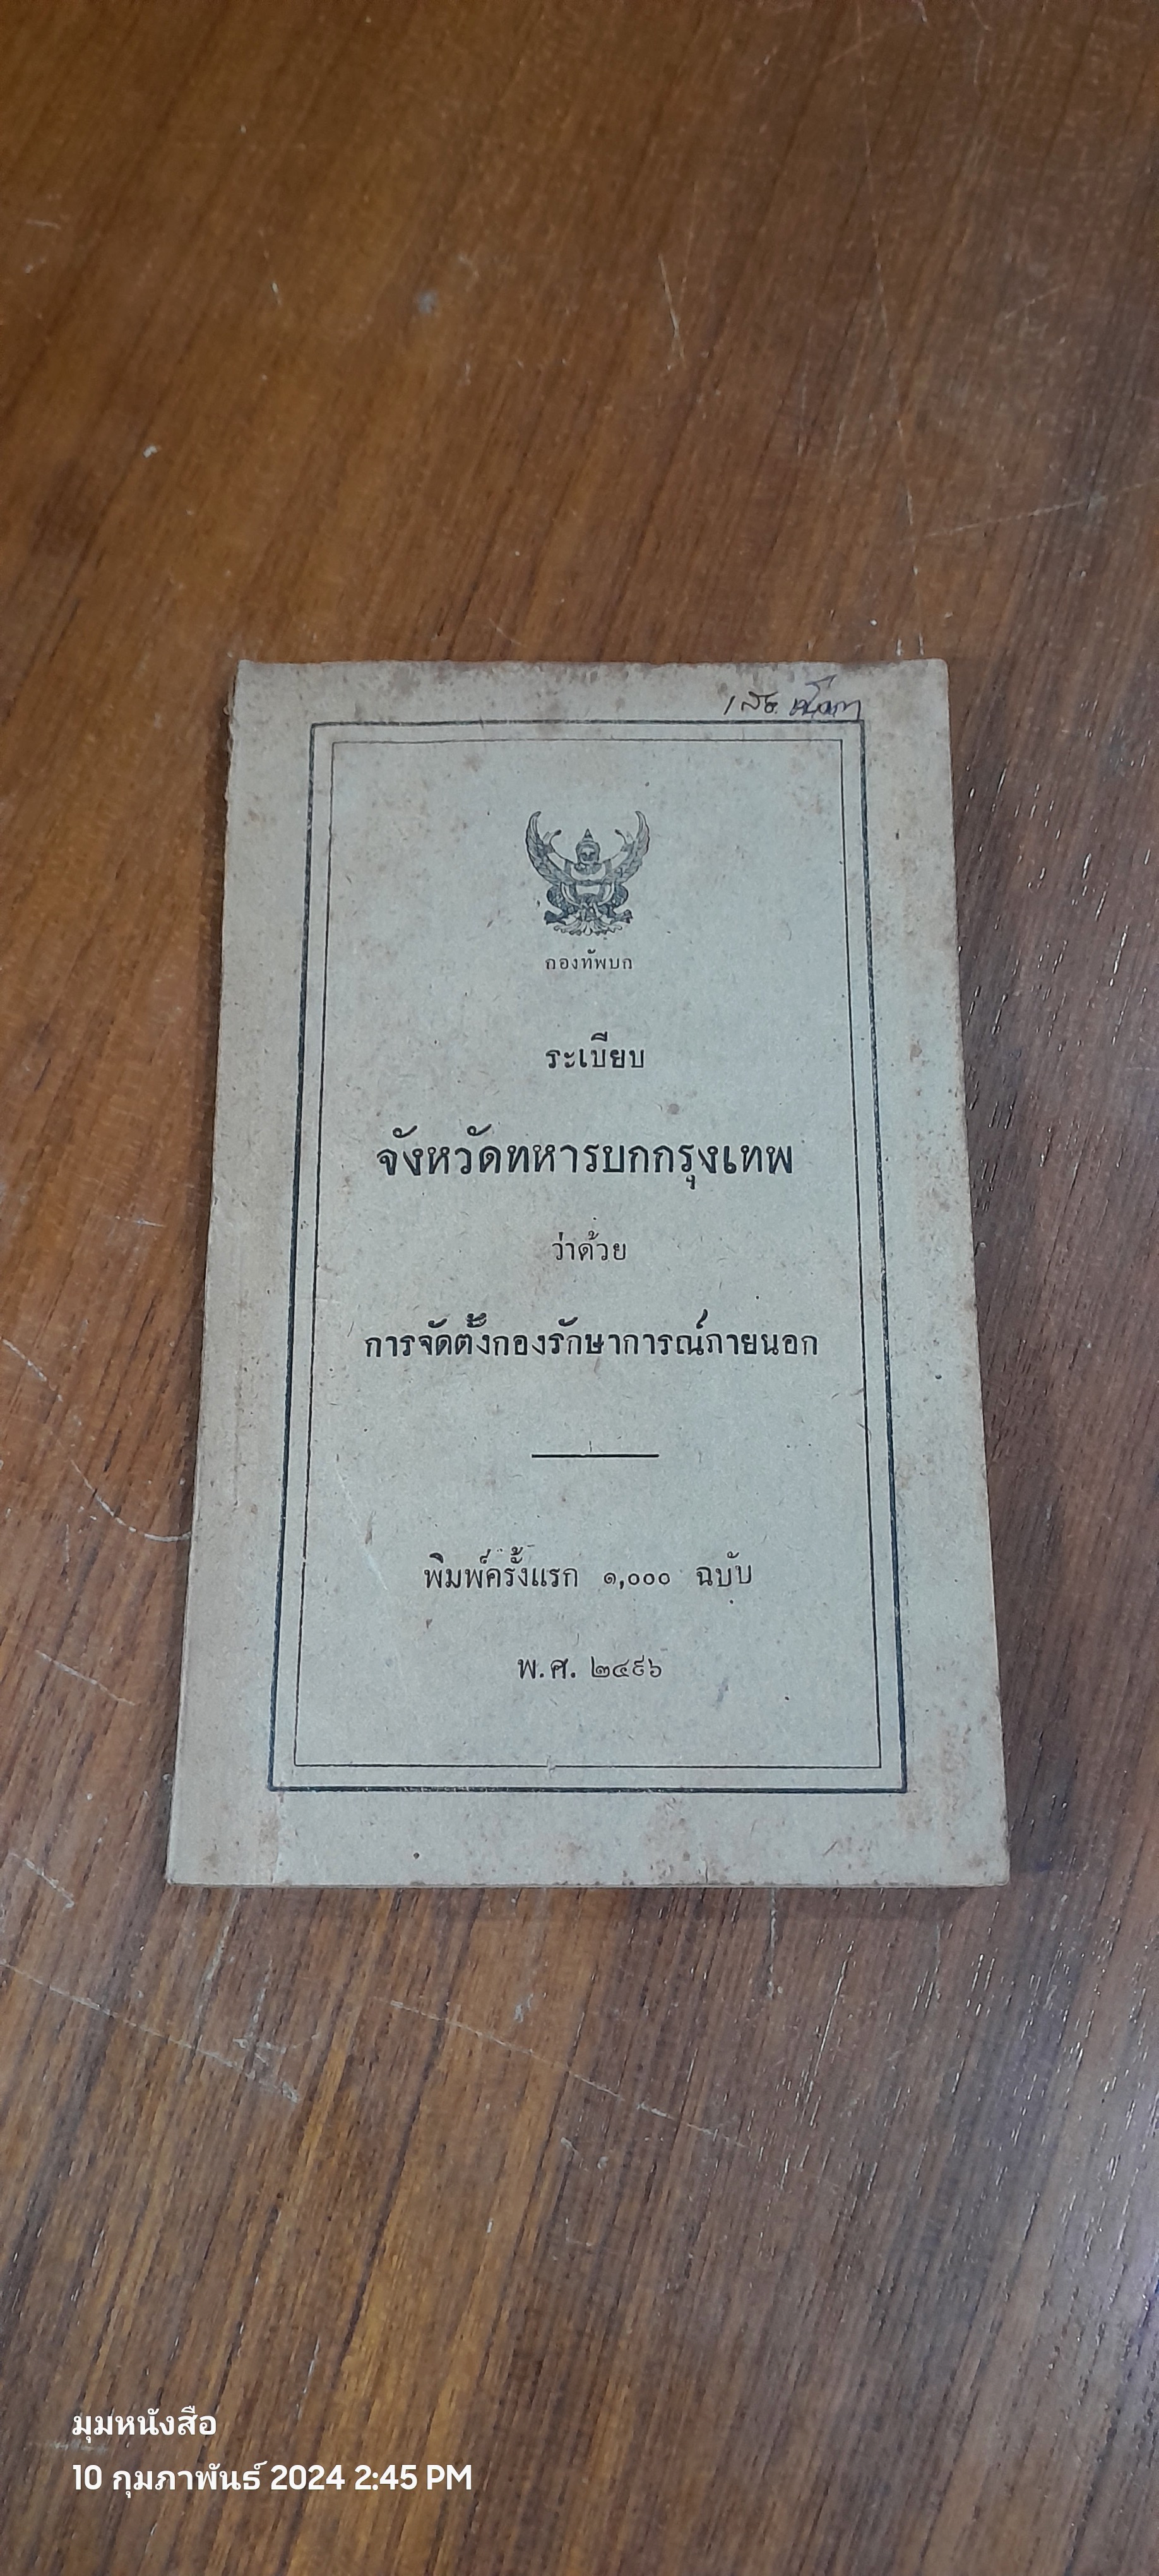 กองทัพบก
ระเบียบ
จังหวัดทหารบกกรุงเทพ
ว่าด้วย
การจัดตั้งกองรักษาการณ์ภายนอก
พิมพ์ครั้งแรก ๑,๐๐๐ ฉบับ
พ.ศ. ๒๔๙๖
มุมหนังสือ
10 กุมภาพันธ์ 2024 2:45 PM